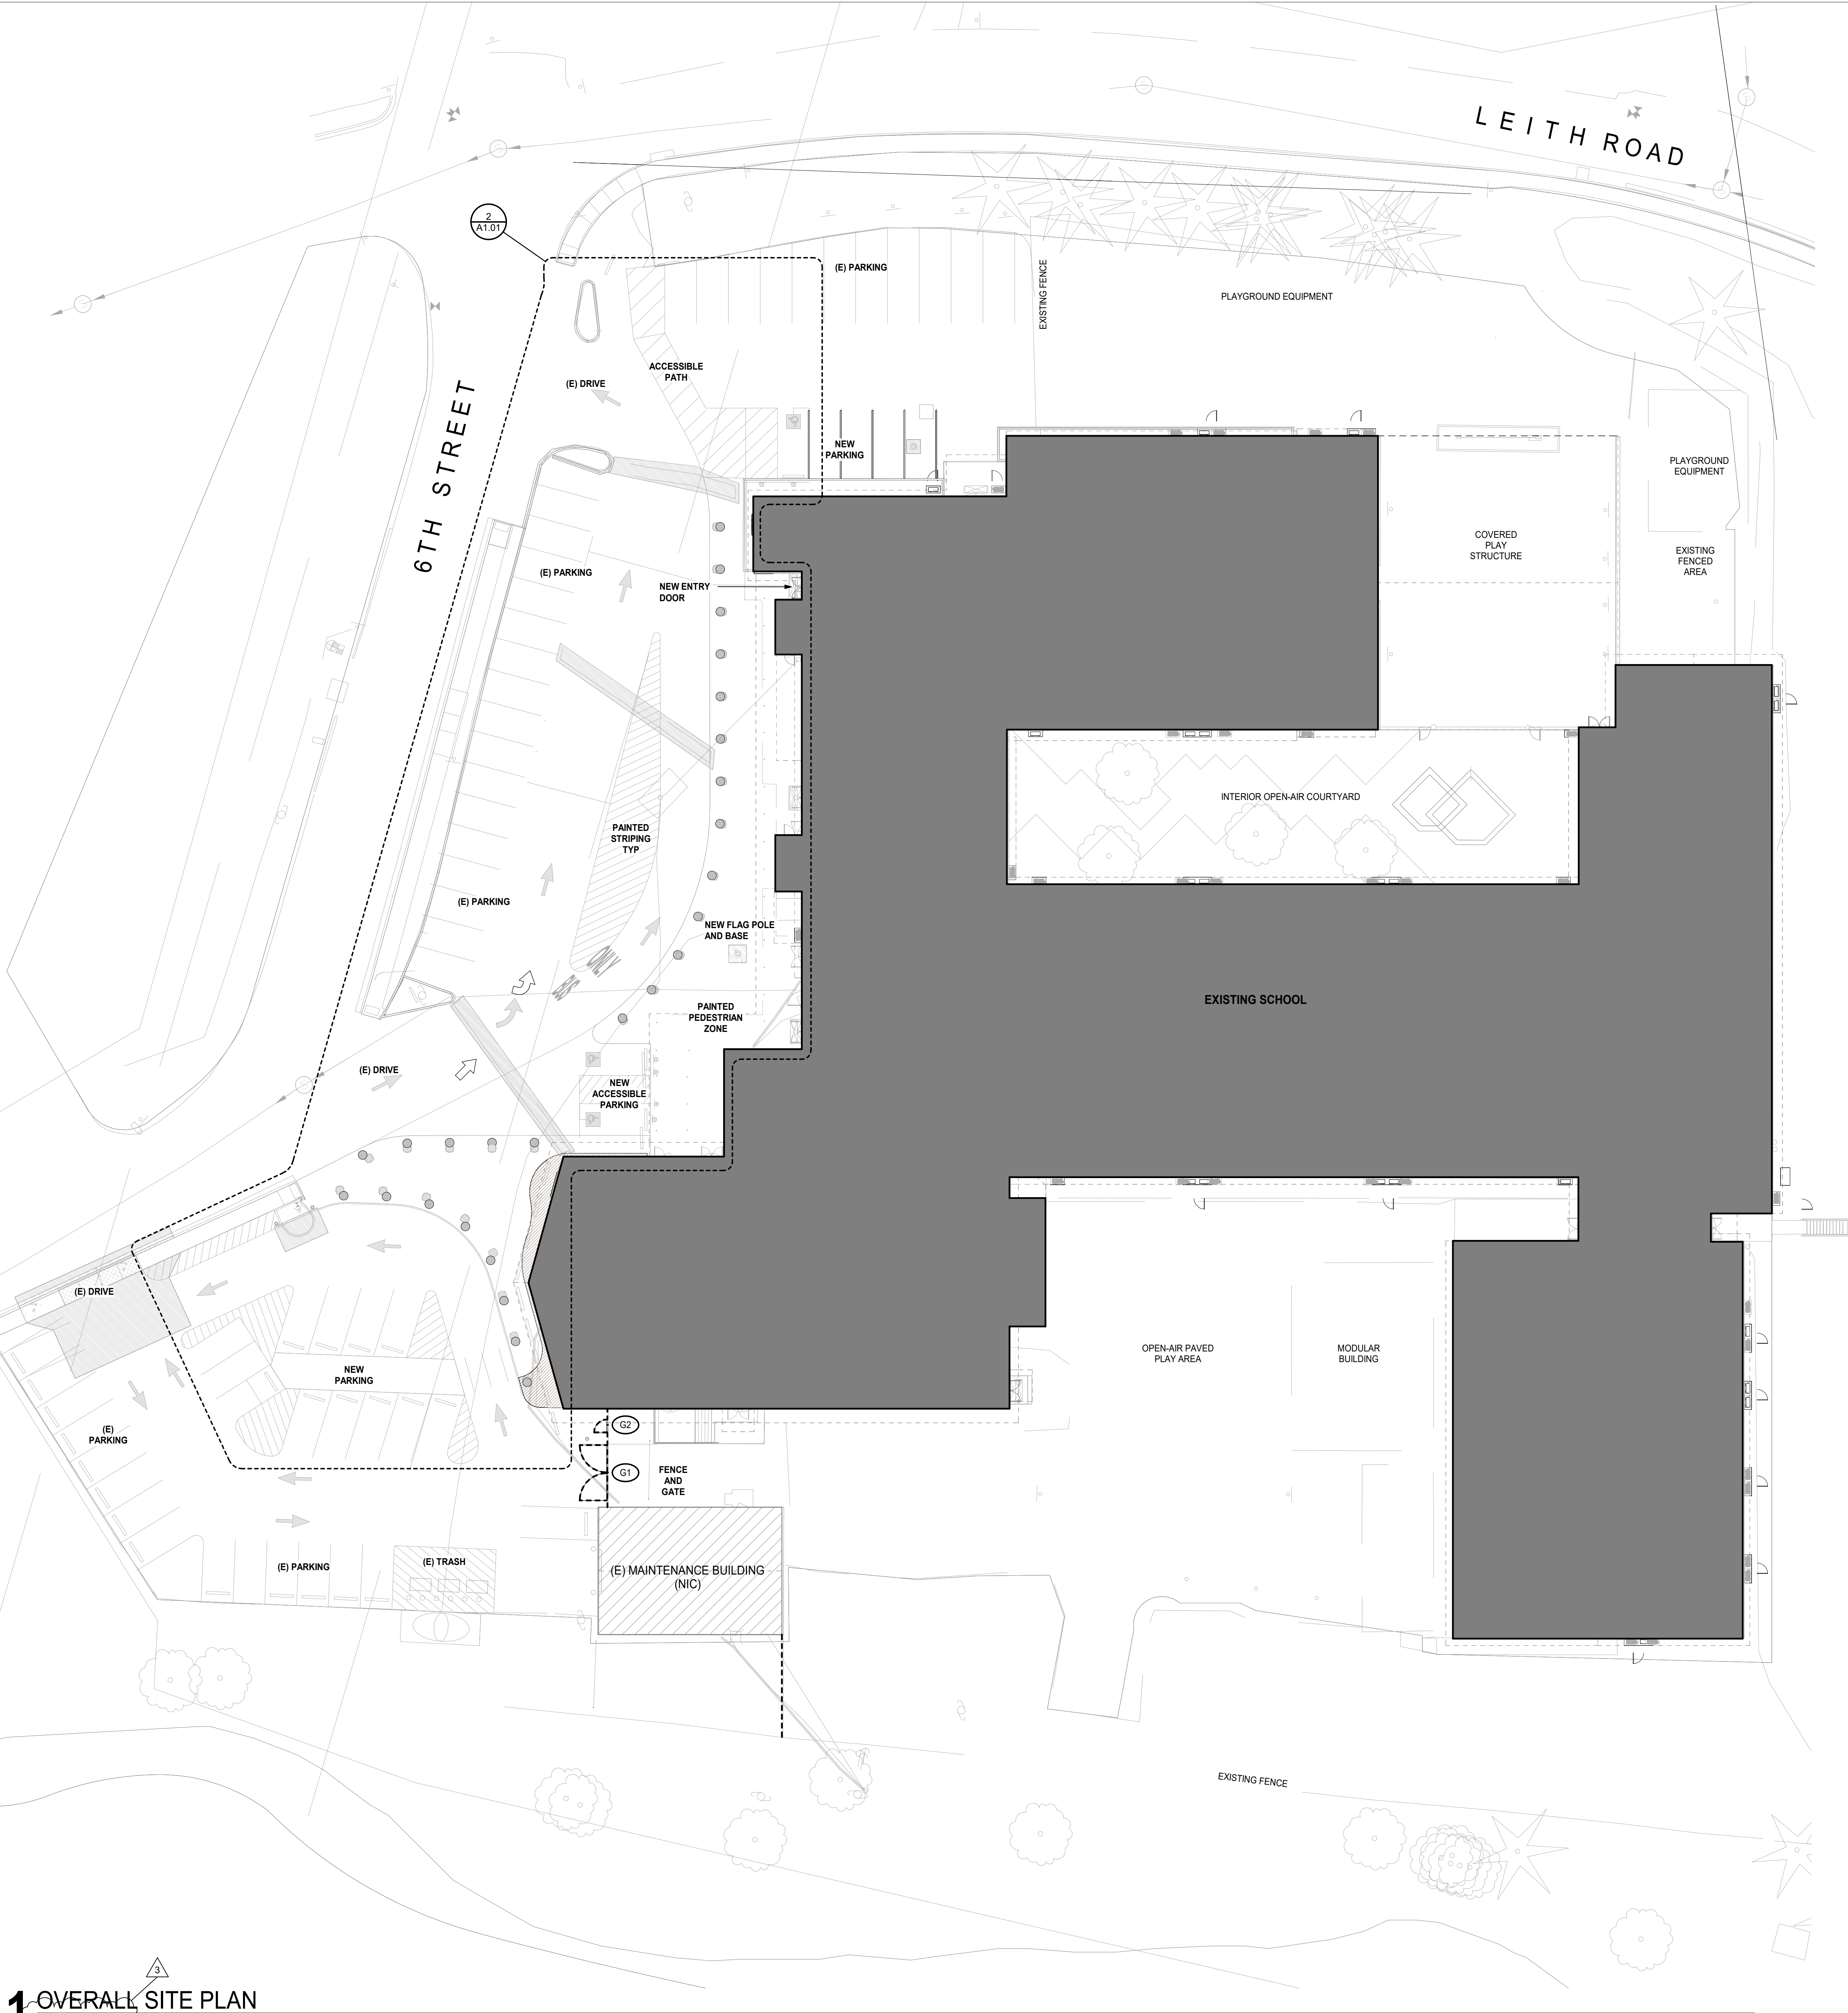 LEITH ROAD
2
A1.01
(E) PARKING
EXISTING FENCE
PLAYGROUND EQUIPMENT
ACCESSIBLE
PATH
(E) DRIVE
6TH STREET
NEW
PARKING
PLAYGROUND
EQUIPMENT
COVERED
PLAY
STRUCTURE
EXISTING
FENCED
AREA
(E) PARKING
NEW ENTRY
DOOR
INTERIOR OPEN-AIR COURTYARD
PAINTED
STRIPING
TYP
(E) PARKING
NEW FLAG POLE
AND BASE
EXISTING SCHOOL
PAINTED
PEDESTRIAN
ZONE
(E) DRIVE
NEW
ACCESSIBLE
PARKING
(E) DRIVE
OPEN-AIR PAVED
PLAY AREA
MODULAR
BUILDING
NEW
PARKING
(E)
PARKING
G2
G1
FENCE
AND
GATE
(E) PARKING
(E) TRASH
(E) MAINTENANCE BUILDING
(NIC)
EXISTING FENCE
3
1 OVERALL SITE PLAN